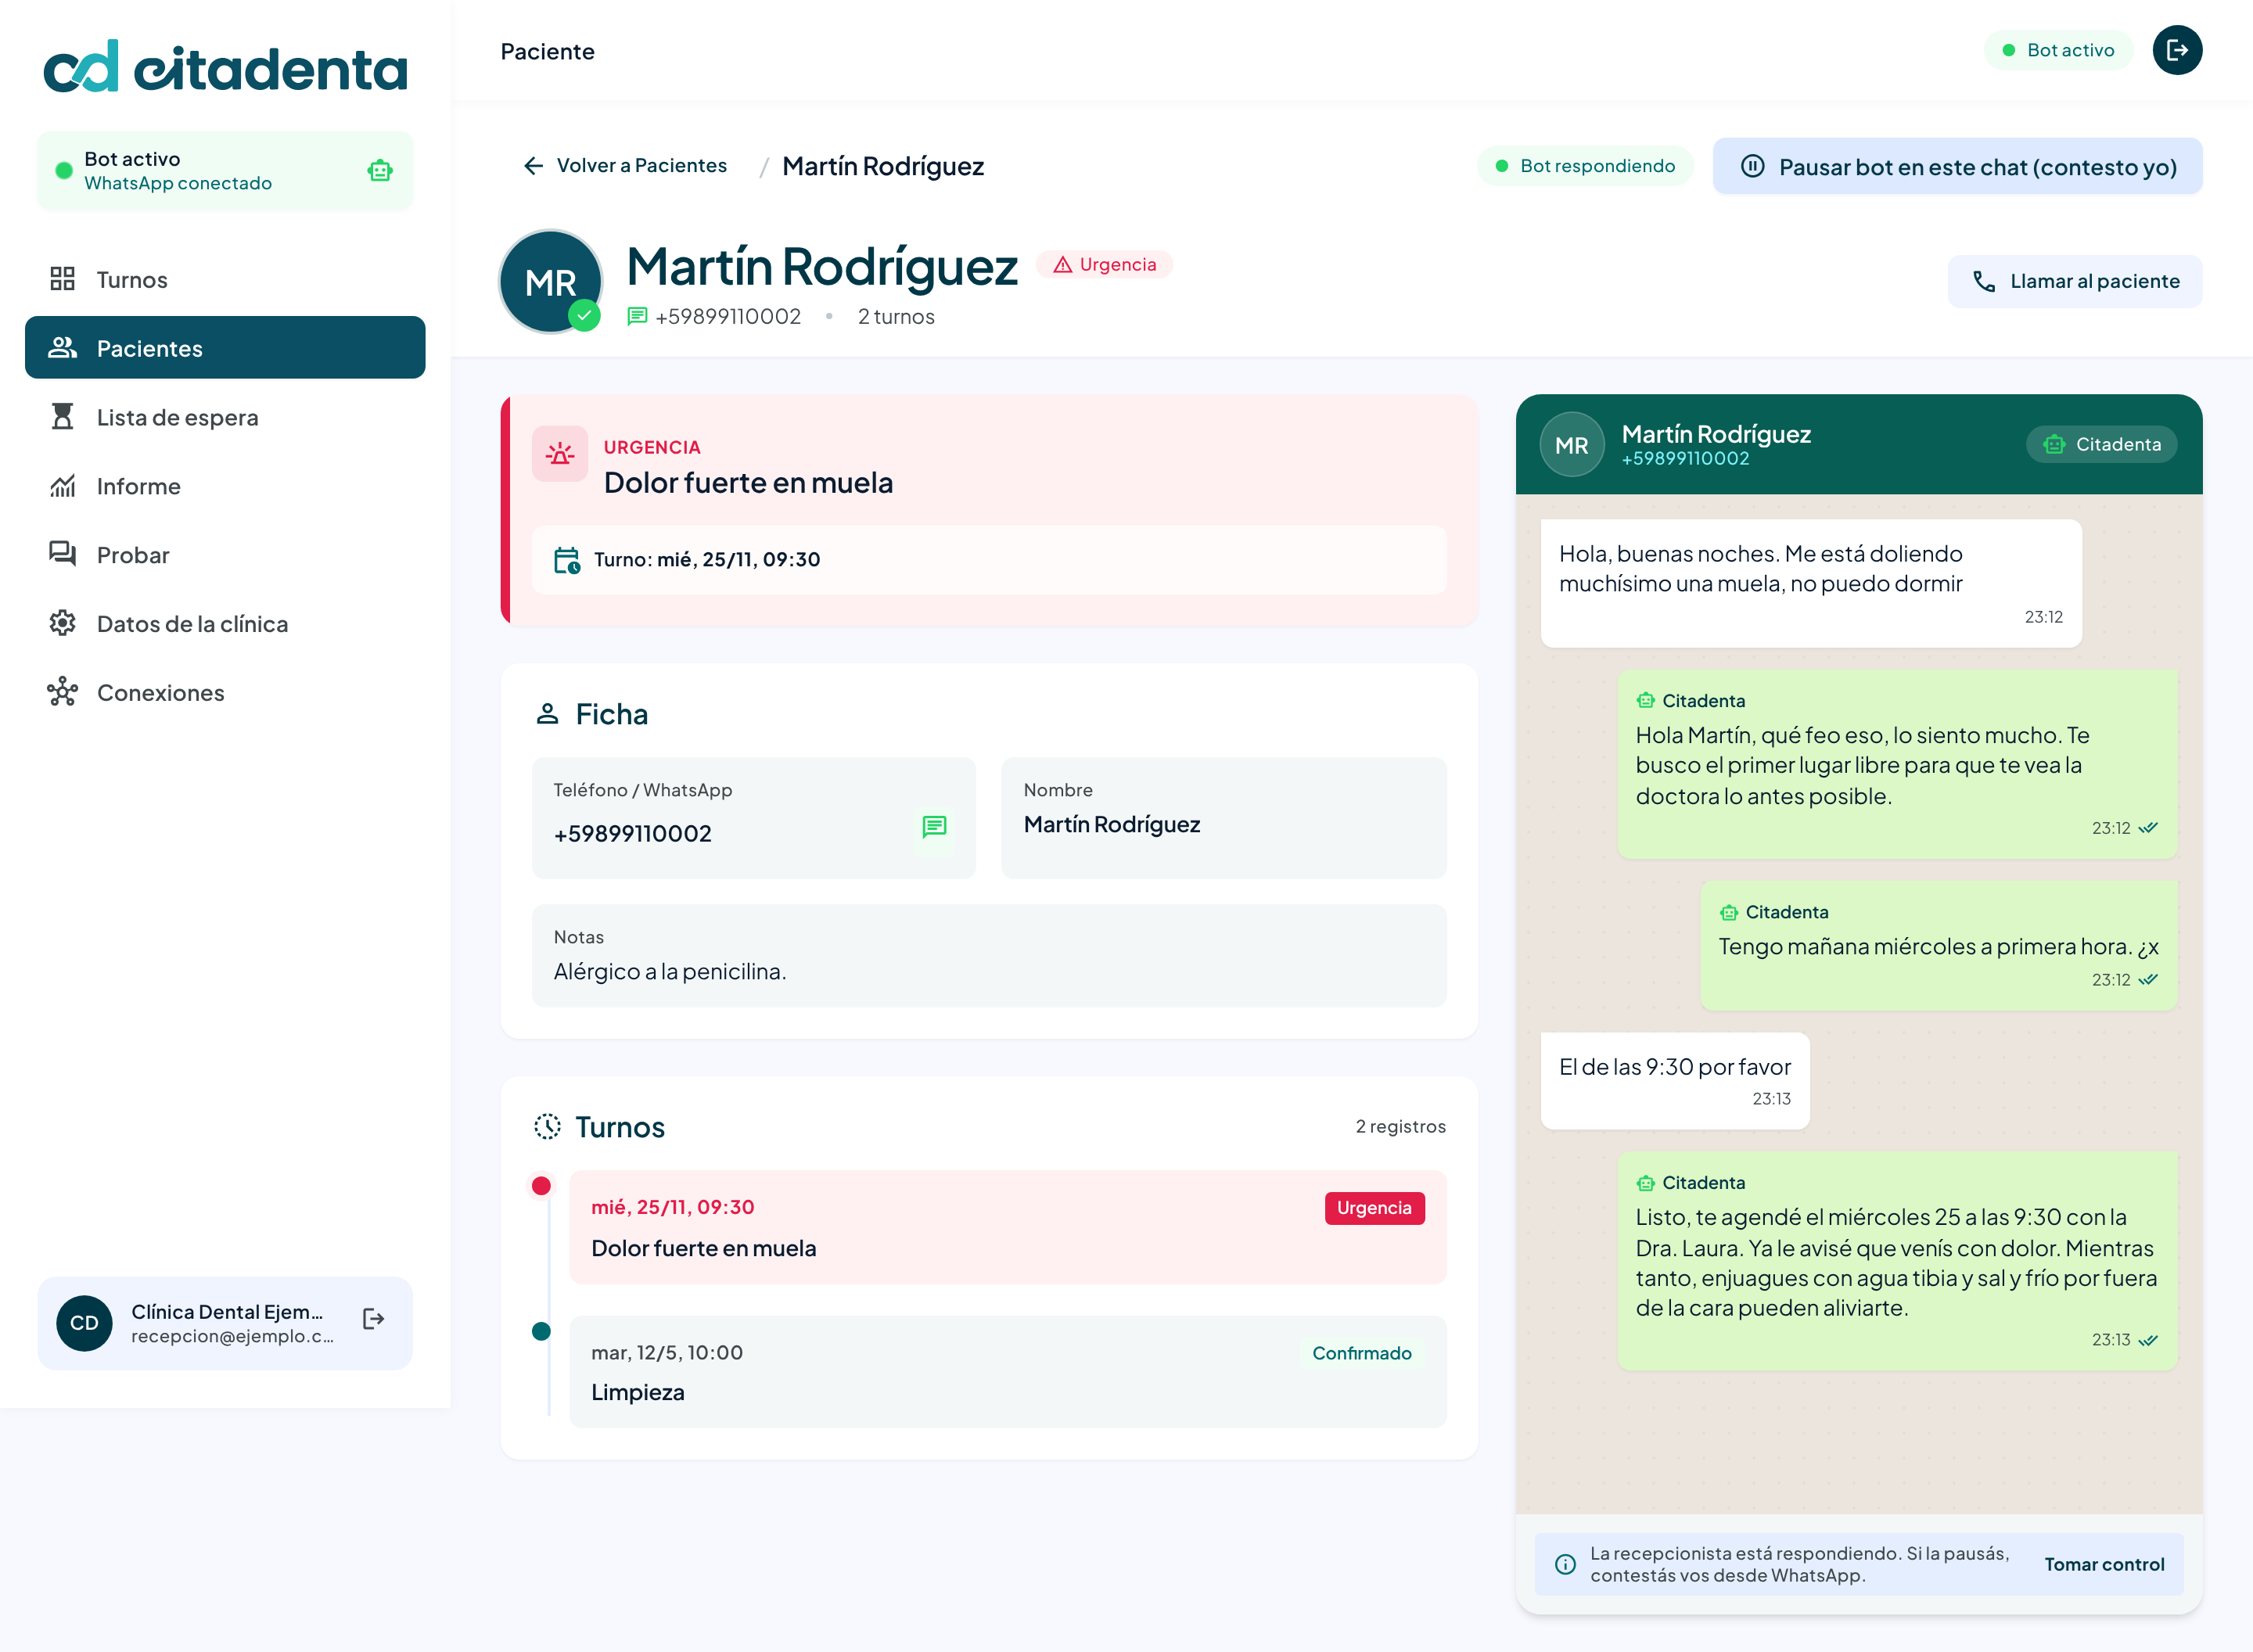 cd citadenta
Bot activo
WhatsApp conectado
Turnos
Pacientes
Lista de espera
Informe
Probar
Datos de la clínica
Conexiones
CD
Clínica Dental Ejem...
recepcion@ejemplo.c...
Paciente
Bot activo
Volver a Pacientes / Martín Rodríguez
Bot respondiendo
Pausar bot en este chat (contesto yo)
MR
Martín Rodríguez
Urgencia
+59899110002 • 2 turnos
Llamar al paciente
URGENCIA
Dolor fuerte en muela
Turno: mié, 25/11, 09:30
Ficha
Teléfono / WhatsApp
+59899110002
Nombre
Martín Rodríguez
Notas
Alérgico a la penicilina.
Turnos
2 registros
mié, 25/11, 09:30
Urgencia
Dolor fuerte en muela
mar, 12/5, 10:00
Confirmado
Limpieza
MR
Martín Rodríguez
+59899110002
Citadenta
Hola, buenas noches. Me está doliendo
muchísimo una muela, no puedo dormir
23:12
Citadenta
Hola Martín, qué feo eso, lo siento mucho. Te
busco el primer lugar libre para que te vea la
doctora lo antes posible.
23:12
Citadenta
Tengo mañana miércoles a primera hora. ¿x
23:12
El de las 9:30 por favor
23:13
Citadenta
Listo, te agendé el miércoles 25 a las 9:30 con la
Dra. Laura. Ya le avisé que venís con dolor. Mientras
tanto, enjuagues con agua tibia y sal y frío por fuera
de la cara pueden aliviarte.
23:13
La recepcionista está respondiendo. Si la pausás,
contestás vos desde WhatsApp.
Tomar control